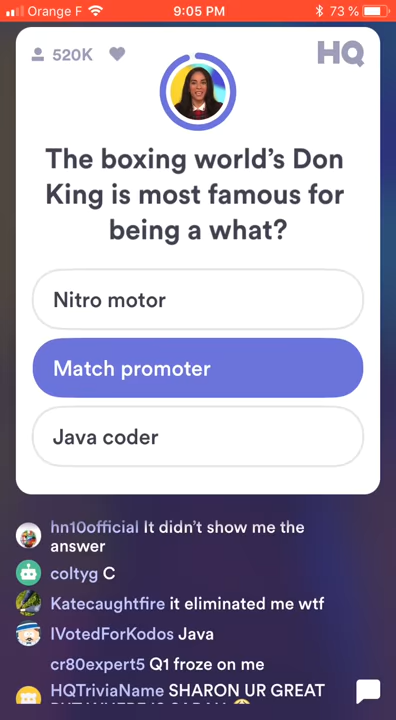 Orange F 9:05 PM 73 %
520K HQ
The boxing world's Don
King is most famous for
being a what?
Nitro motor
Match promoter
Java coder
hn10official It didn't show me the
answer
coltyg C
Katecaughtfire it eliminated me wtf
IVotedForKodos Java
cr80expert5 Q1 froze on me
HQTriviaName SHARON UR GREAT